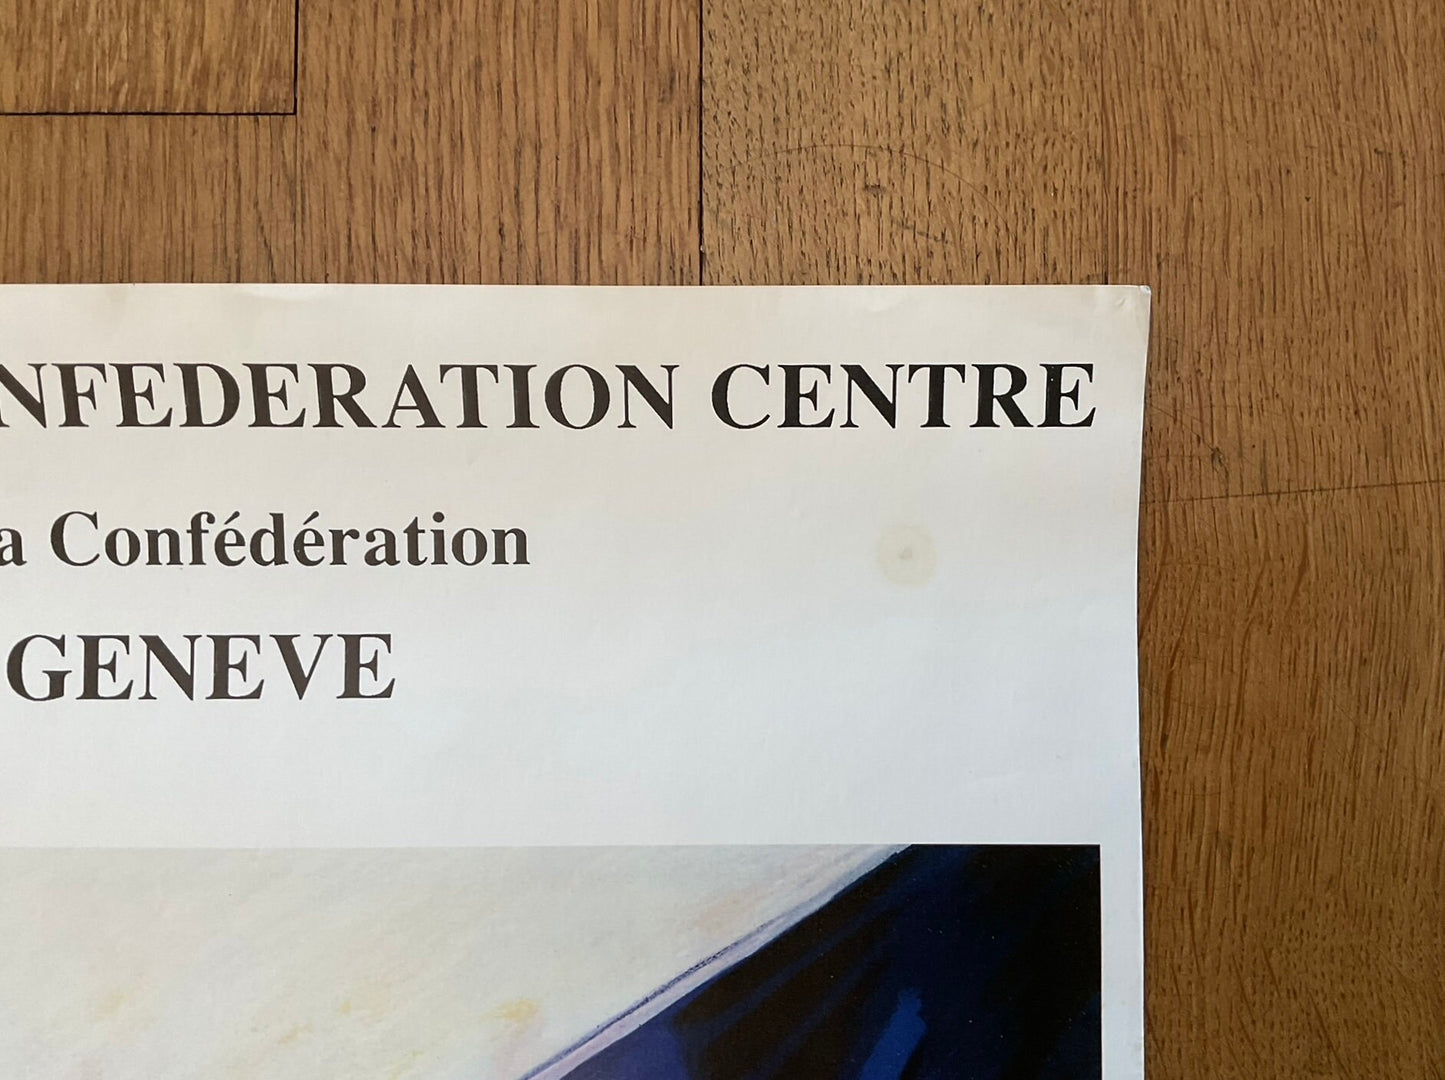 NFEDERATION CENTRE
a Confédération
GENEVE